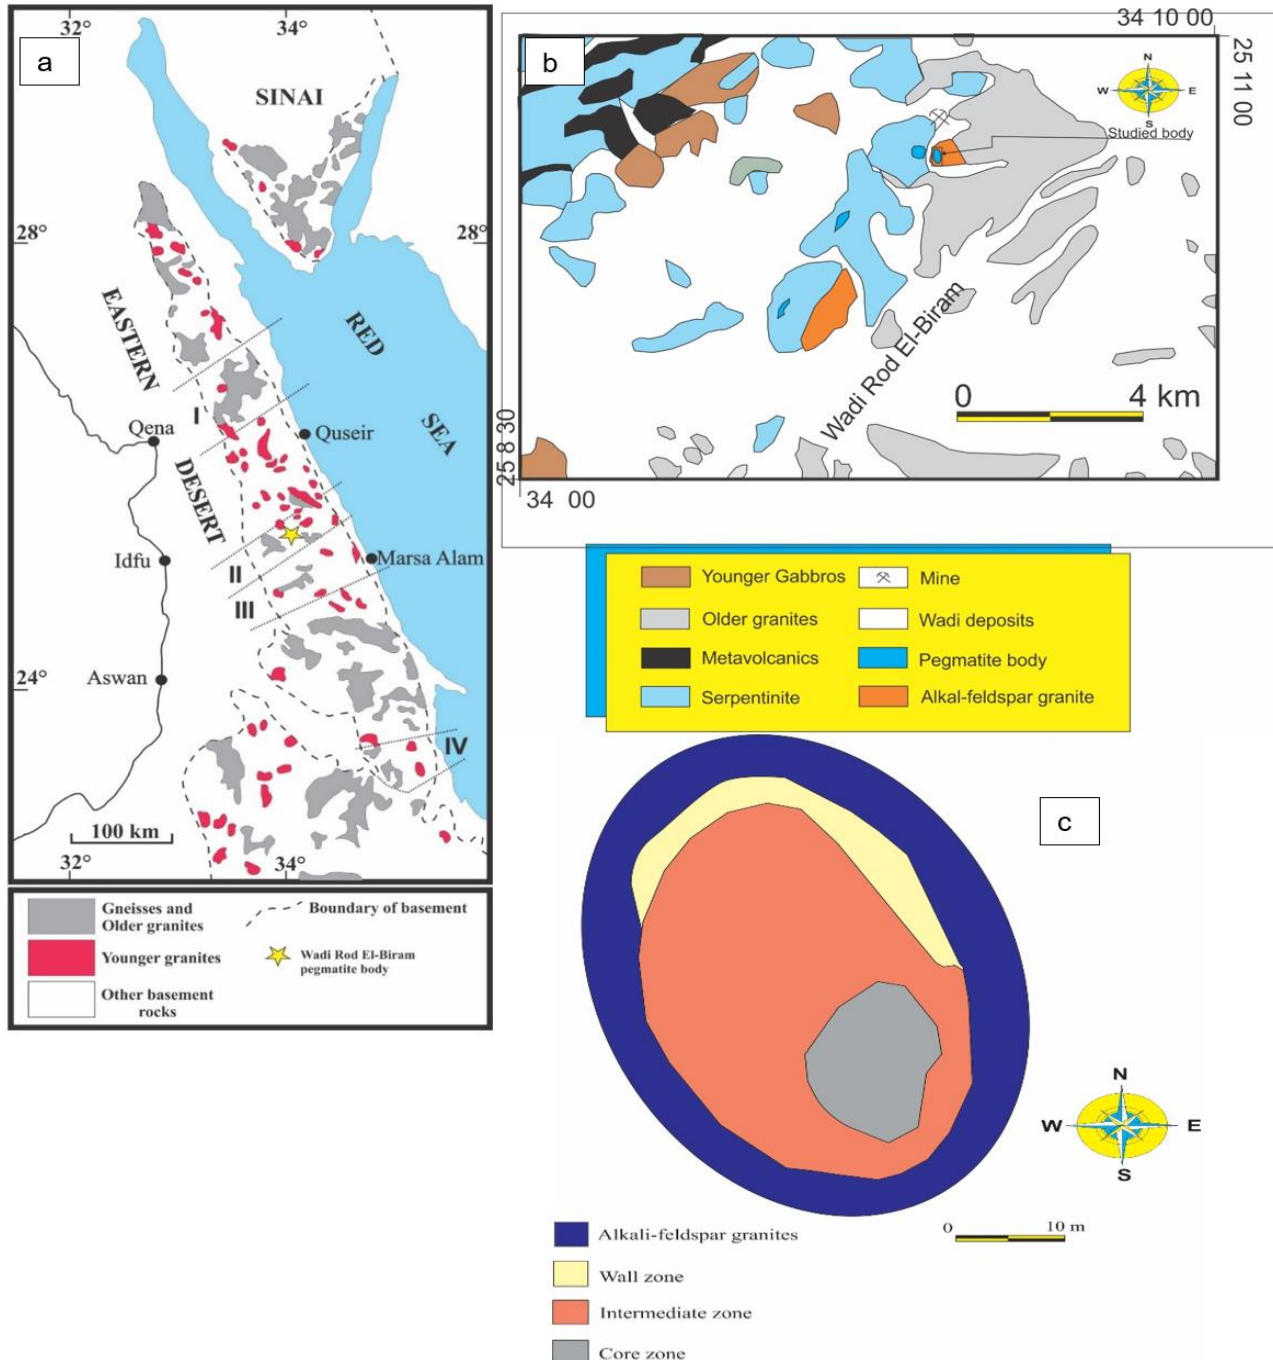 a
32°
34°
SINAI
28°
28°
EASTERN
DESERT
RED
SEA
I
Qena
Quseir
Idfu
II
Marsa Alam
III
Aswan
24°
IV
100 km
32°
34°
Gneisses and
Older granites
Younger granites
Other basement
rocks
Boundary of basement
Wadi Rod El-Biram
pegmatite body
b
34 10 00
25 11 00
N
W
E
S
Studied body
Wadi Rod El-Biram
0
4 km
25 8 30
34 00
Younger Gabbros
Older granites
Metavolcanics
Serpentinite
Mine
Wadi deposits
Pegmatite body
Alkal-feldspar granite
c
N
W
E
S
0
10 m
Alkali-feldspar granites
Wall zone
Intermediate zone
Core zone